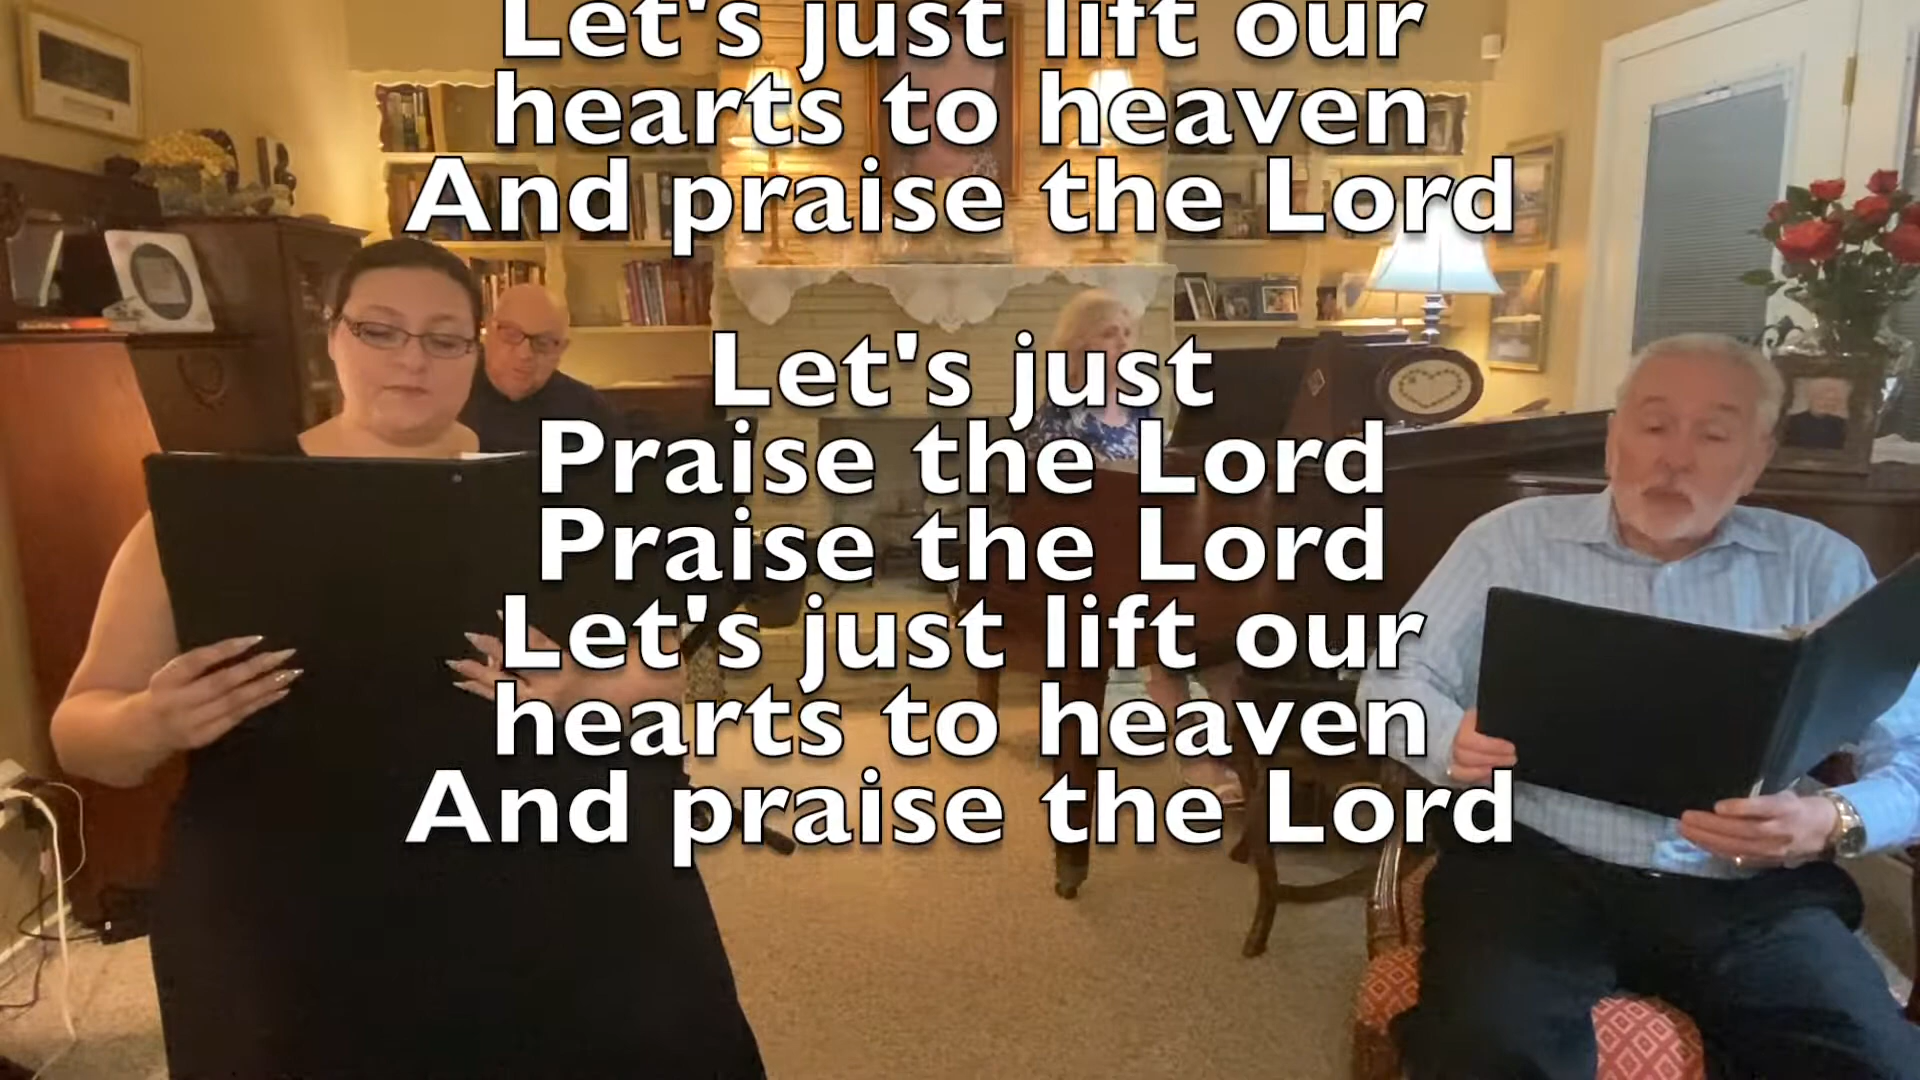 Let's just lift our
hearts to heaven
And praise the Lord
Let's just
Praise the Lord
Praise the Lord
Let's just lift our
hearts to heaven
And praise the Lord